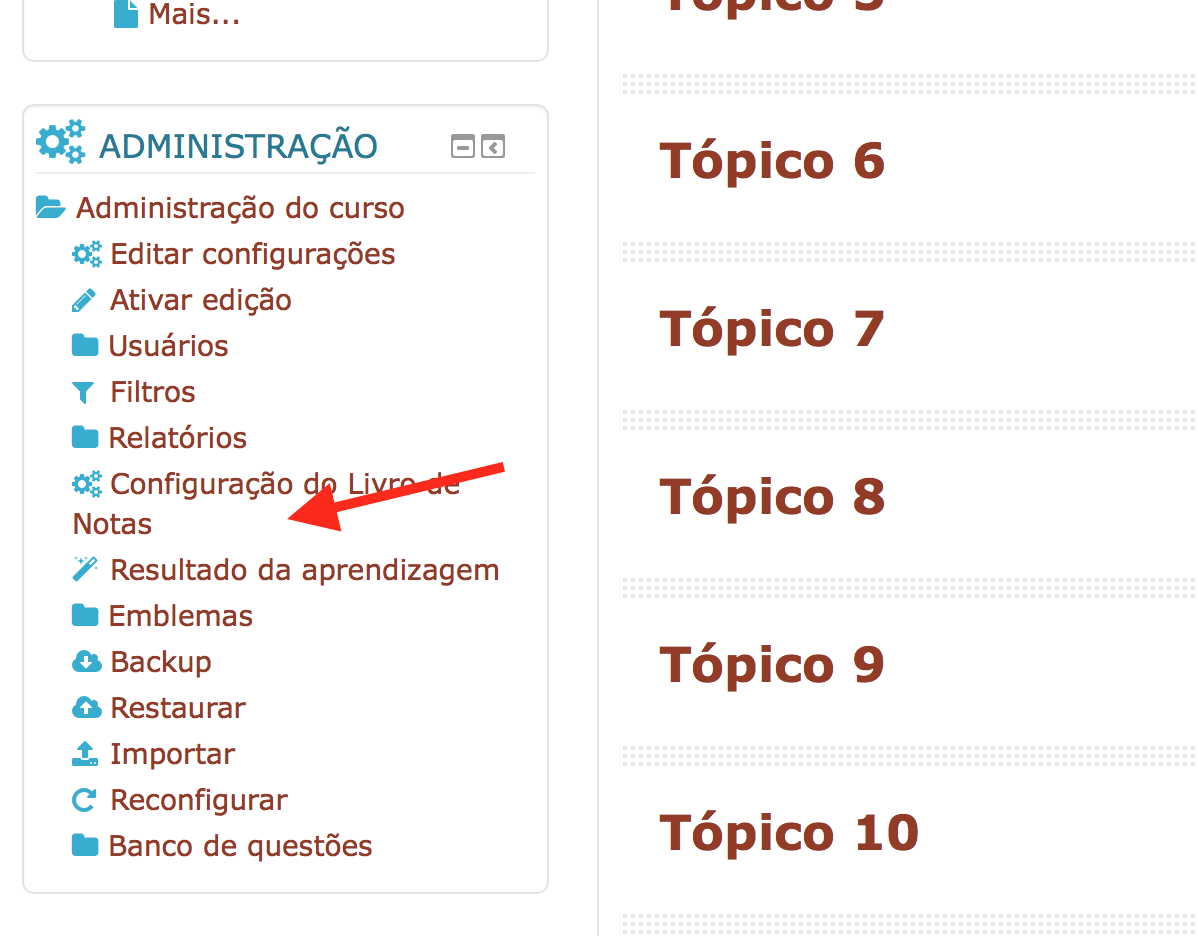 Mais...
ADMINISTRAÇÃO
Administração do curso
Editar configurações
Ativar edição
Usuários
Filtros
Relatórios
Configuração do Livro de
Notas
Resultado da aprendizagem
Emblemas
Backup
Restaurar
Importar
Reconfigurar
Banco de questões
Tópico 5
Tópico 6
Tópico 7
Tópico 8
Tópico 9
Tópico 10